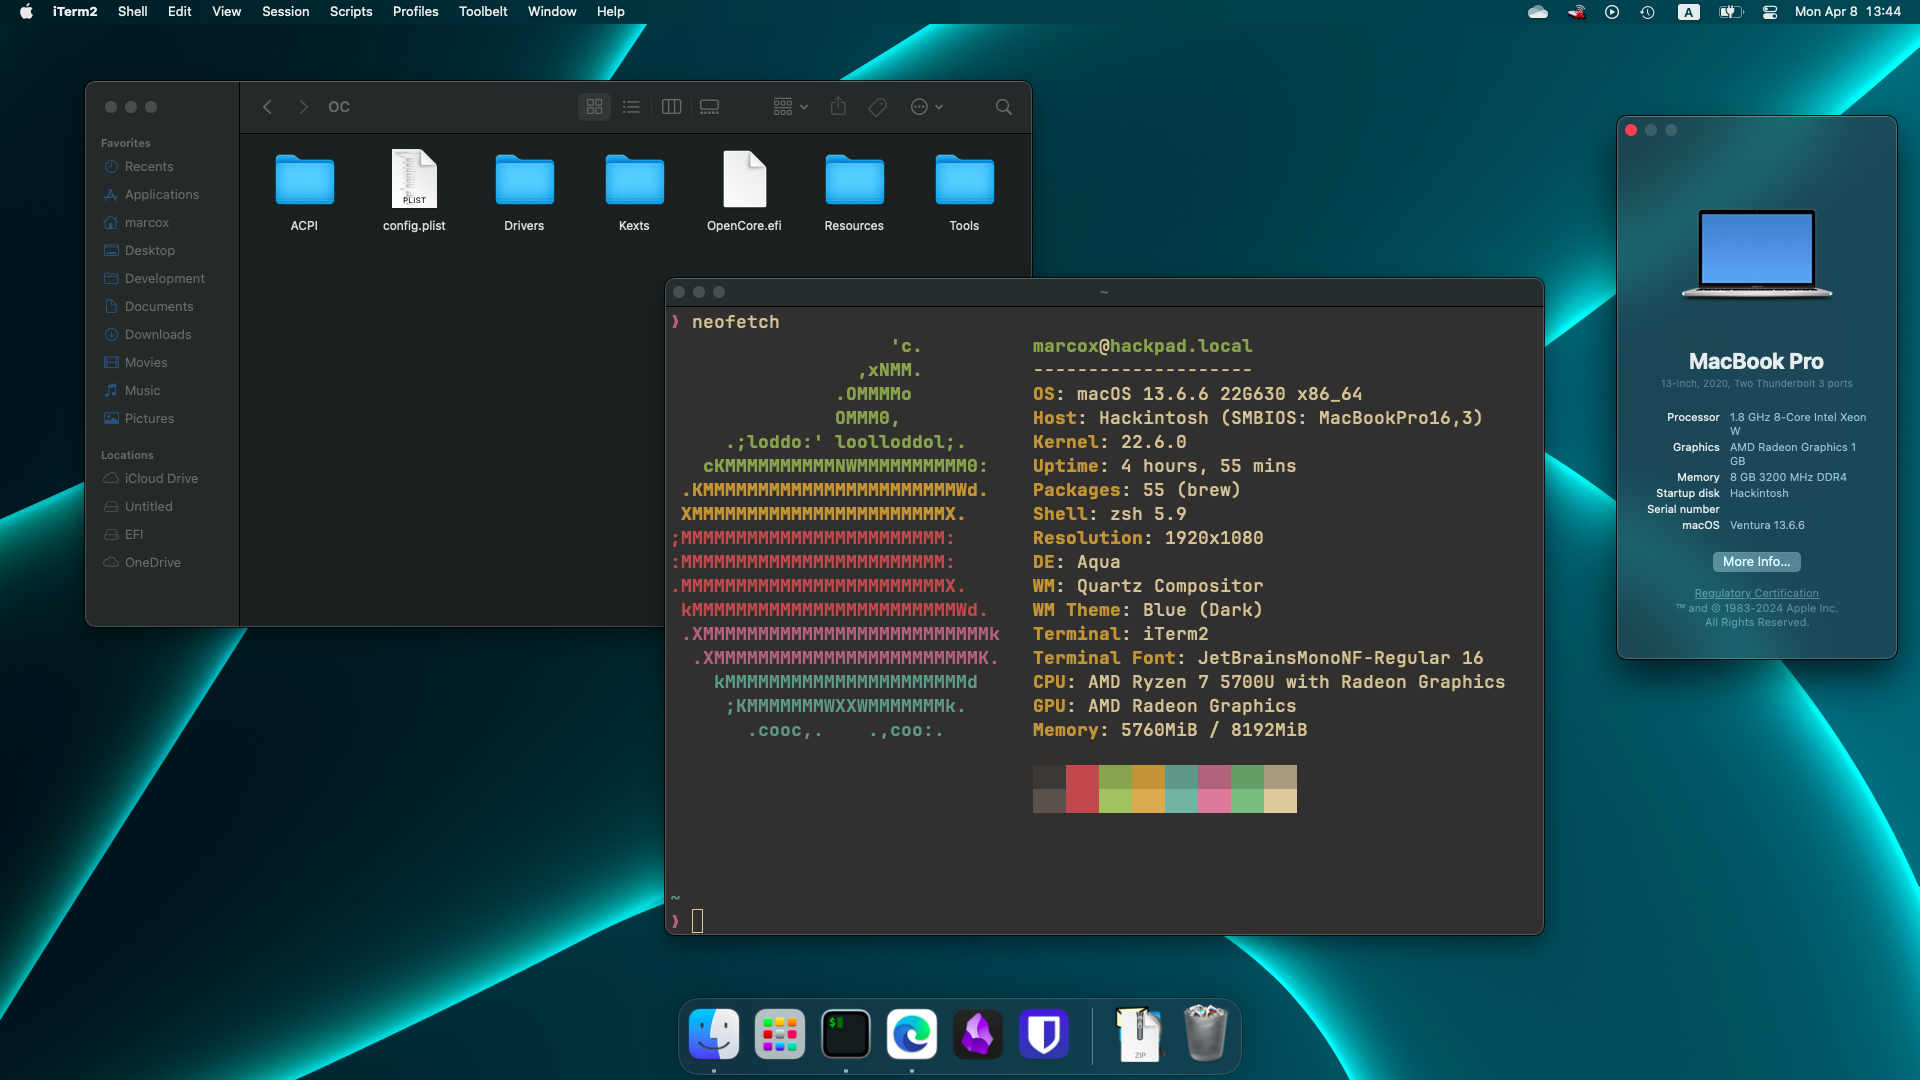 iTerm2 Shell Edit View Session Scripts Profiles Toolbelt Window Help
A
Mon Apr 8 13:44
OC
Favorites
Recents
Applications
marcox
Desktop
Development
Documents
Downloads
Movies
Music
Pictures
Locations
iCloud Drive
Untitled
EFI
OneDrive
PLIST
ACPI config.plist Drivers Kexts OpenCore.efi Resources Tools
~
❫ neofetch
'c. marcox@hackpad.local
,xNMM. --------------------
.OMMMMo OS: macOS 13.6.6 22G630 x86_64
OMMM0, Host: Hackintosh (SMBIOS: MacBookPro16,3)
.;loddo:' loolloddol;. Kernel: 22.6.0
cKMMMMMMMMMMNWMMMMMMMMMM0: Uptime: 4 hours, 55 mins
.KMMMMMMMMMMMMMMMMMMMMMMMWd. Packages: 55 (brew)
XMMMMMMMMMMMMMMMMMMMMMMMX. Shell: zsh 5.9
;MMMMMMMMMMMMMMMMMMMMMMMM: Resolution: 1920x1080
:MMMMMMMMMMMMMMMMMMMMMMMM: DE: Aqua
.MMMMMMMMMMMMMMMMMMMMMMMMX. WM: Quartz Compositor
kMMMMMMMMMMMMMMMMMMMMMMMMWd. WM Theme: Blue (Dark)
.XMMMMMMMMMMMMMMMMMMMMMMMMMMk Terminal: iTerm2
.XMMMMMMMMMMMMMMMMMMMMMMMMK. Terminal Font: JetBrainsMonoNF-Regular 16
kMMMMMMMMMMMMMMMMMMMMMMd CPU: AMD Ryzen 7 5700U with Radeon Graphics
;KMMMMMMMWXXWMMMMMMMk. GPU: AMD Radeon Graphics
.cooc,. .,coo:. Memory: 5760MiB / 8192MiB
~
❫
MacBook Pro
13-inch, 2020, Two Thunderbolt 3 ports
Processor 1.8 GHz 8-Core Intel Xeon
W
Graphics AMD Radeon Graphics 1
GB
Memory 8 GB 3200 MHz DDR4
Startup disk Hackintosh
Serial number
macOS Ventura 13.6.6
More Info...
Regulatory Certification
™ and © 1983-2024 Apple Inc.
All Rights Reserved.
$
ZIP